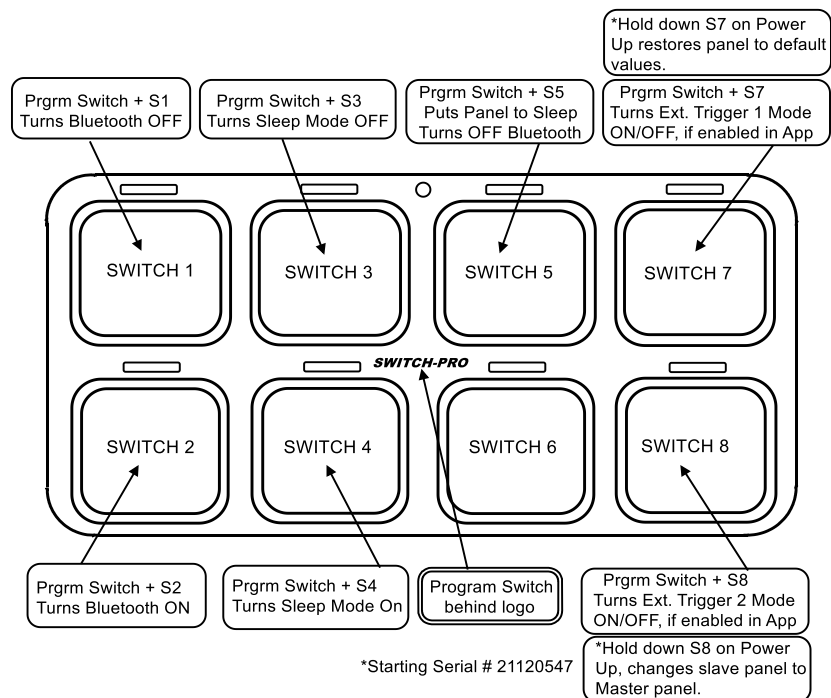 *Hold down S7 on Power
Up restores panel to default
values.
Prgrm Switch + S1
Turns Bluetooth OFF
Prgrm Switch + S3
Turns Sleep Mode OFF
Prgrm Switch + S5
Puts Panel to Sleep
Turns OFF Bluetooth
Prgrm Switch + S7
Turns Ext. Trigger 1 Mode
ON/OFF, if enabled in App
SWITCH 1
SWITCH 3
SWITCH 5
SWITCH 7
SWITCH-PRO
SWITCH 2
SWITCH 4
SWITCH 6
SWITCH 8
Prgrm Switch + S2
Turns Bluetooth ON
Prgrm Switch + S4
Turns Sleep Mode On
Program Switch
behind logo
Prgrm Switch + S8
Turns Ext. Trigger 2 Mode
ON/OFF, if enabled in App
*Starting Serial # 21120547
*Hold down S8 on Power
Up, changes slave panel to
Master panel.